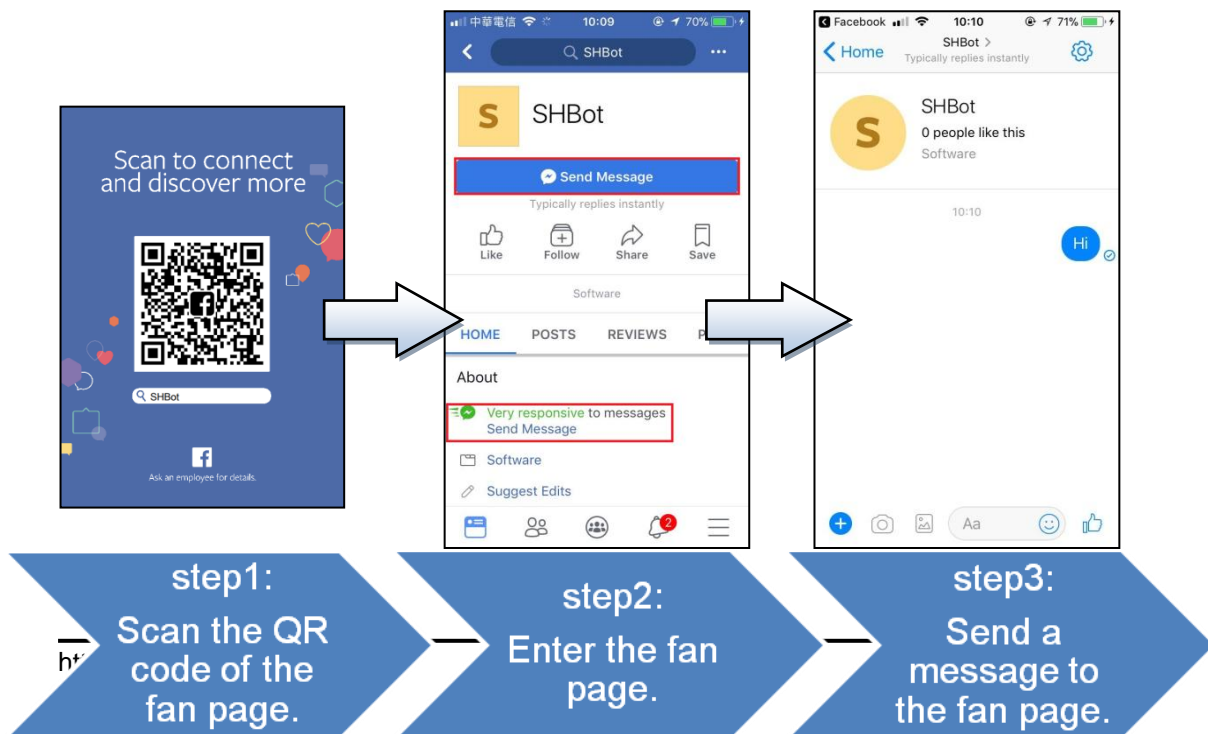 Scan to connect
and discover more
SHBot
Ask an employee for details.
中華電信 10:09 70%
SHBot
S SHBot
Send Message
Typically replies instantly
Like Follow Share Save
Software
HOME POSTS REVIEWS P
About
Very responsive to messages
Send Message
Software
Suggest Edits
2
Facebook 10:10 71%
Home SHBot >
Typically replies instantly
S SHBot
0 people like this
Software
10:10
Hi
Aa
step1:
Scan the QR
code of the
fan page.
step2:
Enter the fan
page.
step3:
Send a
message to
the fan page.